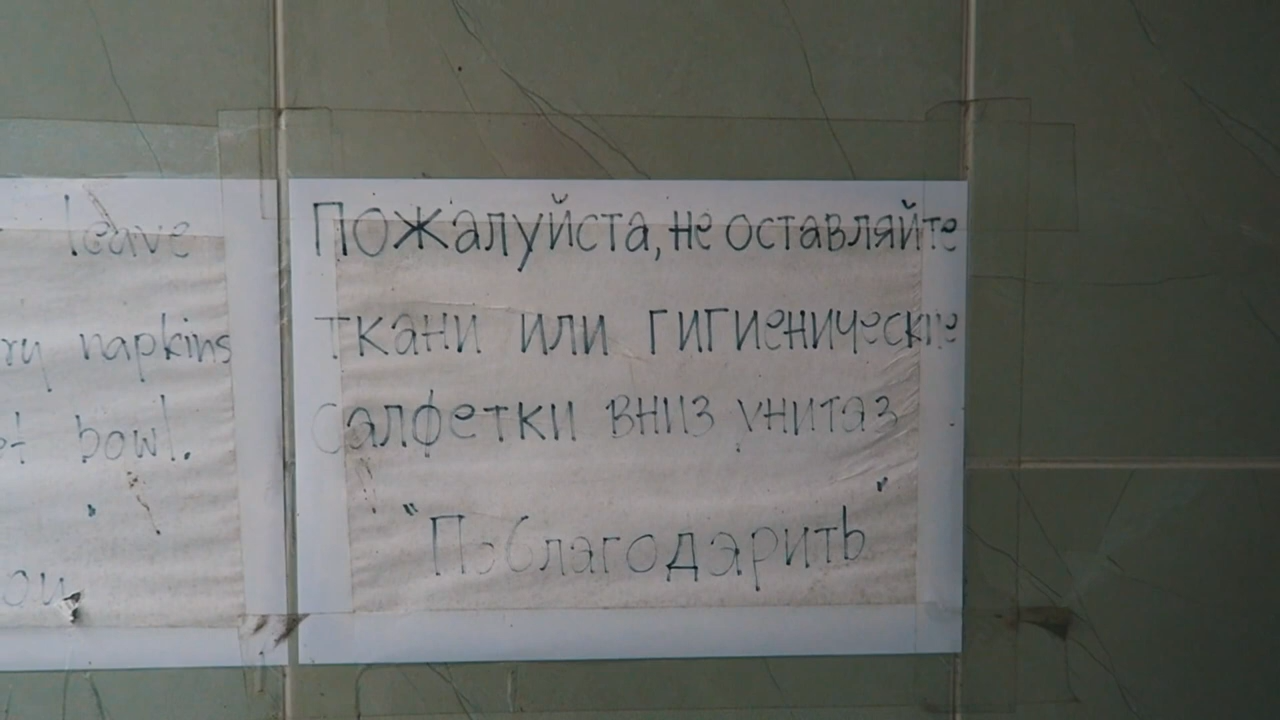 leave
napkins
bowl.
Пожалуйста, не оставляйте
ткани или гигиенические
салфетки вниз унитаз.
"Поблагодарить"